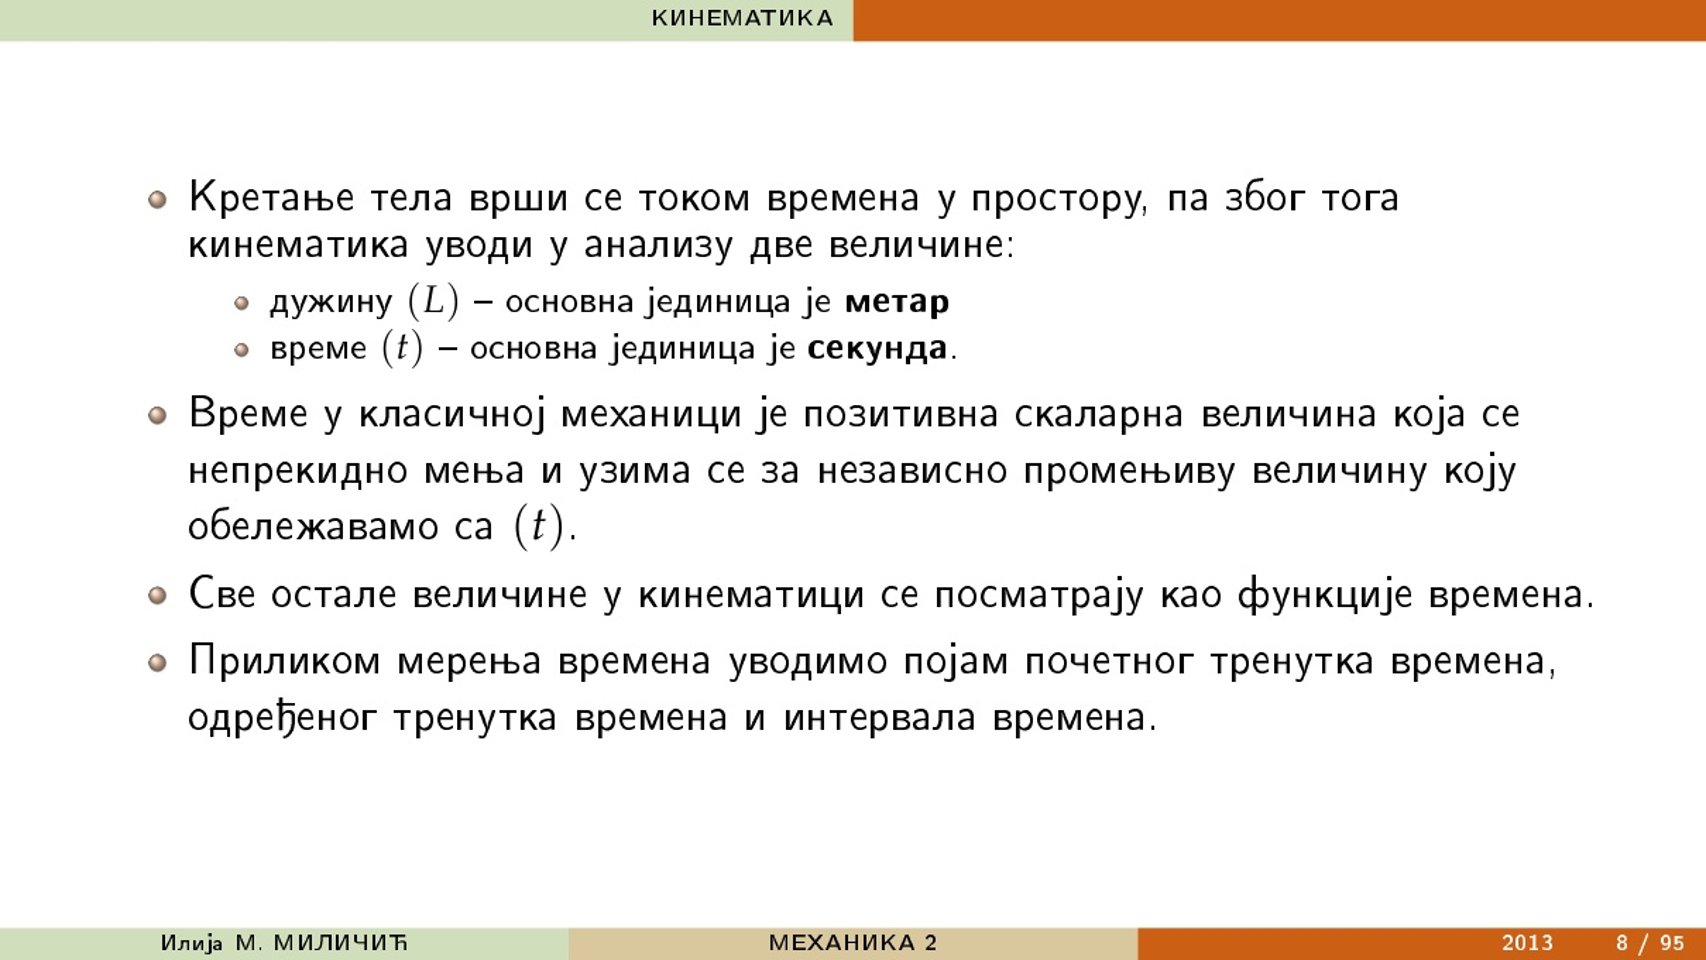 КИНЕМАТИКА
Кретање тела врши се током времена у простору, па због тога
кинематика уводи у анализу две величине:
дужину (L) – основна јединица је метар
време (t) – основна јединица је секунда.
Време у класичној механици је позитивна скаларна величина која се
непрекидно мења и узима се за независно промењиву величину коју
обележавамо са (t).
Све остале величине у кинематици се посматрају као функције времена.
Приликом мерења времена уводимо појам почетног тренутка времена,
одређеног тренутка времена и интервала времена.
Илија М. МИЛИЧИЋ МЕХАНИКА 2 2013 8 / 95